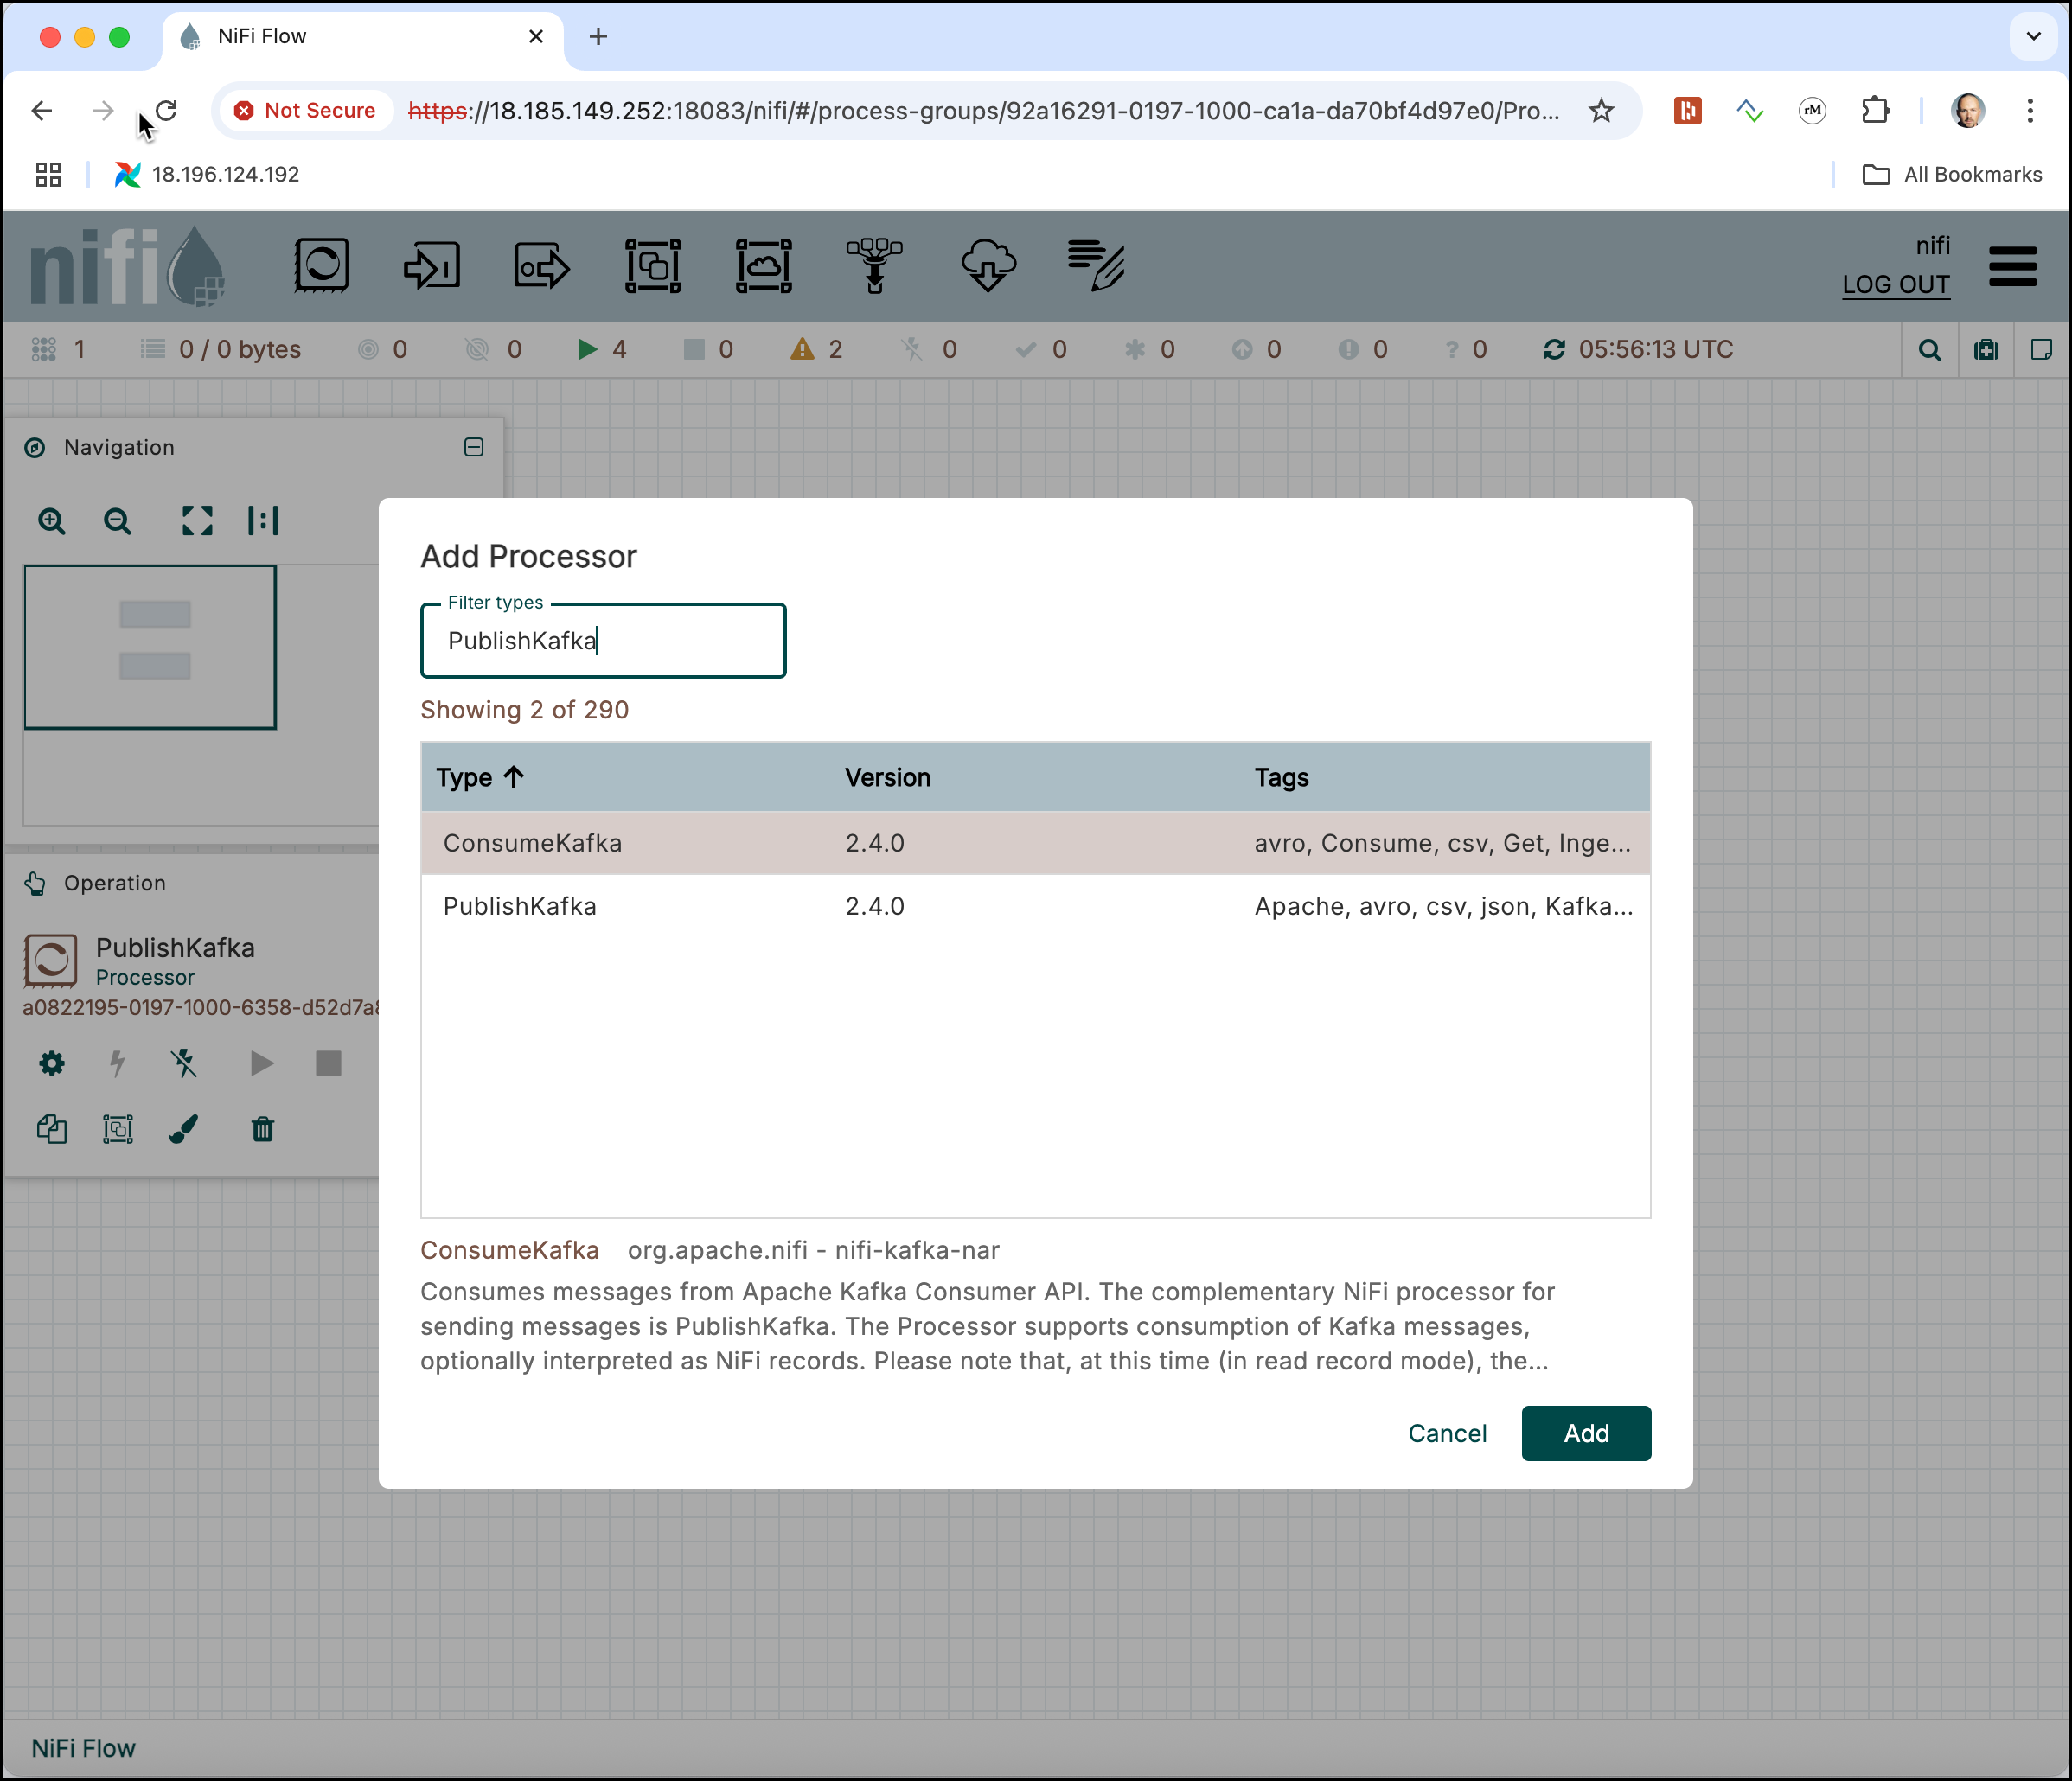 NiFi Flow
Not Secure https://18.185.149.252:18083/nifi/#/process-groups/92a16291-0197-1000-ca1a-da70bf4d97e0/Pro...
rM
18.196.124.192
All Bookmarks
nifi
nifi
LOG OUT
1 0 / 0 bytes 0 0 4 0 2 0 0 0 0 0 ? 0 05:56:13 UTC
Navigation
Operation
PublishKafka
Processor
a0822195-0197-1000-6358-d52d7a
Add Processor
Filter types
PublishKafka
Showing 2 of 290
Type Version Tags
ConsumeKafka 2.4.0 avro, Consume, csv, Get, Inge...
PublishKafka 2.4.0 Apache, avro, csv, json, Kafka...
ConsumeKafka org.apache.nifi - nifi-kafka-nar
Consumes messages from Apache Kafka Consumer API. The complementary NiFi processor for
sending messages is PublishKafka. The Processor supports consumption of Kafka messages,
optionally interpreted as NiFi records. Please note that, at this time (in read record mode), the...
Cancel Add
NiFi Flow